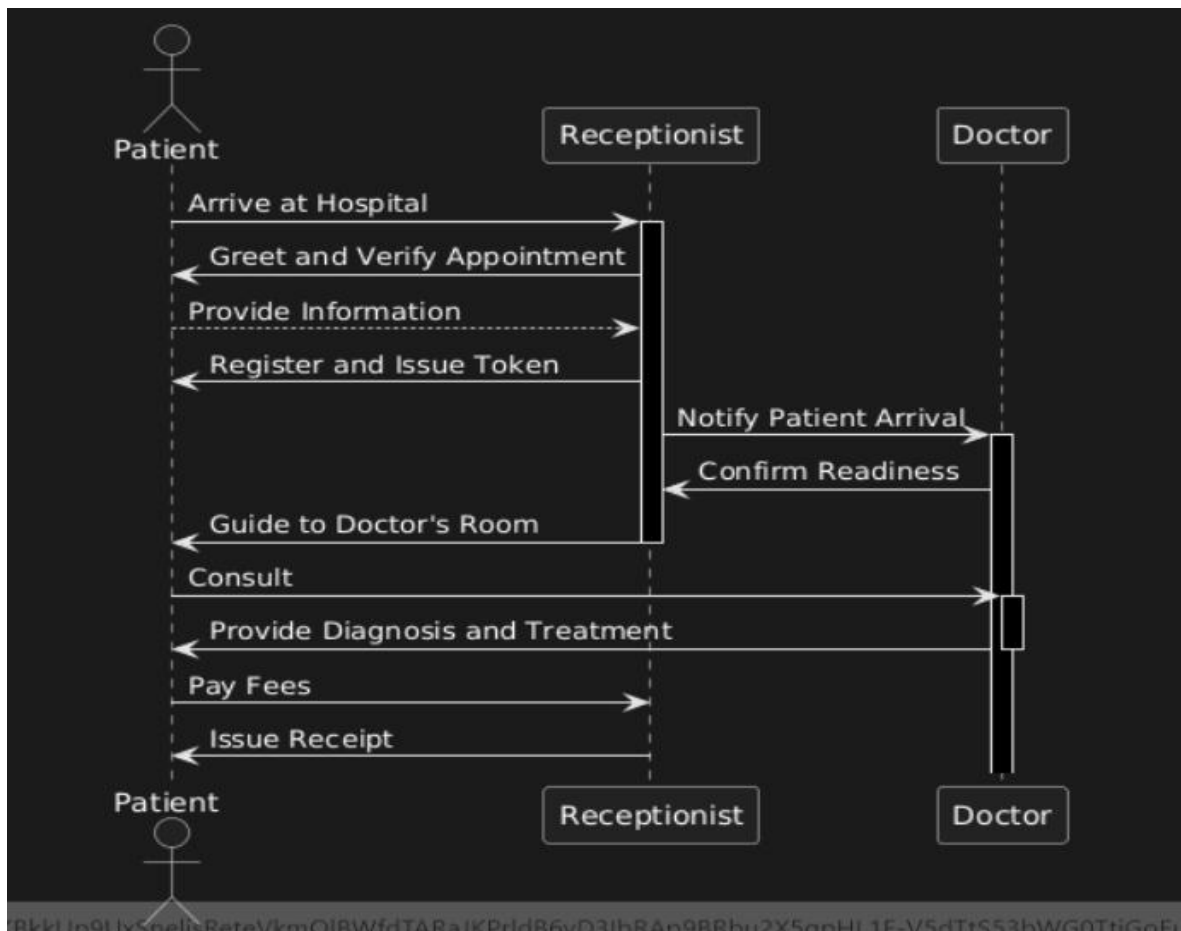 Patient
Receptionist
Doctor
Arrive at Hospital
Greet and Verify Appointment
Provide Information
Register and Issue Token
Notify Patient Arrival
Confirm Readiness
Guide to Doctor's Room
Consult
Provide Diagnosis and Treatment
Pay Fees
Issue Receipt
Patient
Receptionist
Doctor